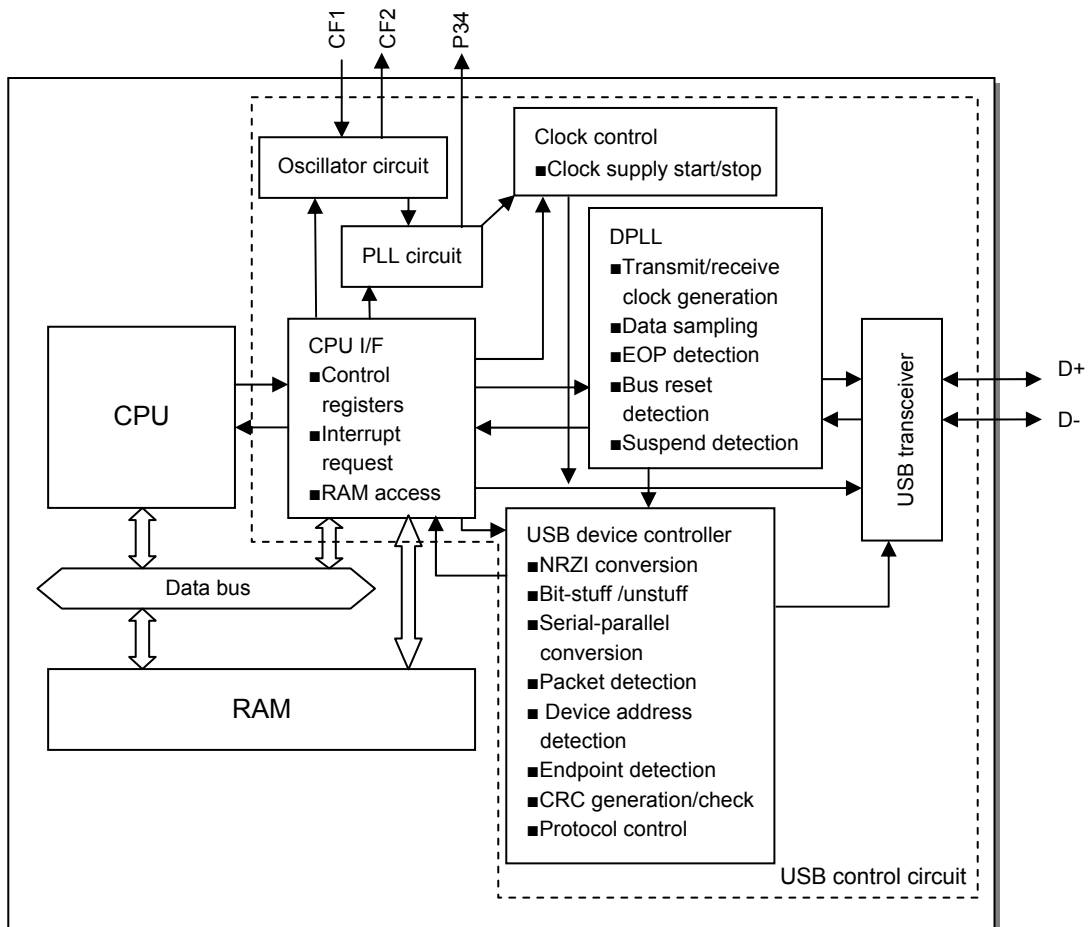 CF1
CF2
P34
Oscillator circuit
Clock control
■Clock supply start/stop
PLL circuit
DPLL
■Transmit/receive
clock generation
■Data sampling
■EOP detection
■Bus reset
detection
■Suspend detection
CPU
CPU I/F
■Control
registers
■Interrupt
request
■RAM access
USB transceiver
D+
D-
USB device controller
■NRZI conversion
■Bit-stuff /unstuff
■Serial-parallel
conversion
■Packet detection
■ Device address
detection
■Endpoint detection
■CRC generation/check
■Protocol control
Data bus
RAM
USB control circuit